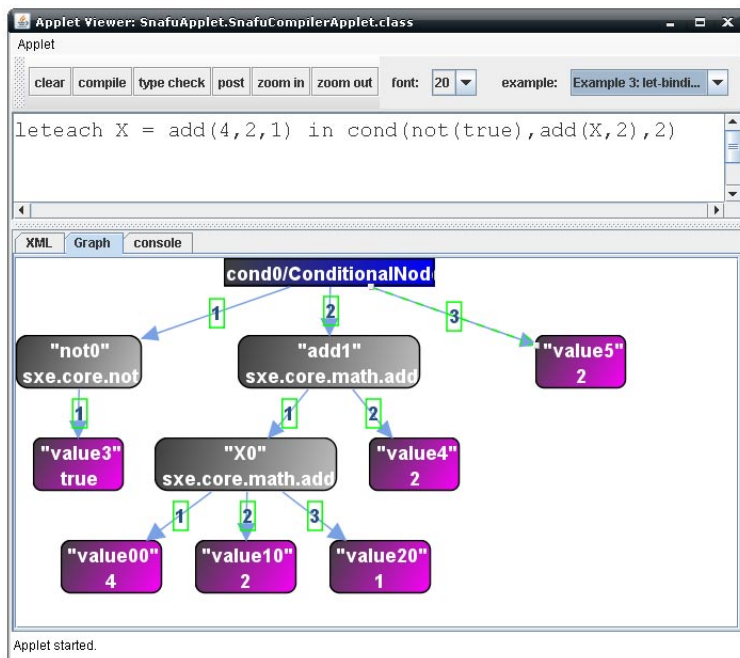 Applet Viewer: SnafuApplet.SnafuCompilerApplet.class
Applet
clear compile type check post zoom in zoom out font: 20 example: Example 3: let-bindi...
leteach X = add(4,2,1) in cond(not(true),add(X,2),2)
XML Graph console
cond0/ConditionalNod
1 2 3
"not0" "add1" "value5"
sxe.core.not sxe.core.math.add 2
1 1 2
"value3" "X0" "value4"
true sxe.core.math.add 2
1 2 3
"value00" "value10" "value20"
4 2 1
Applet started.